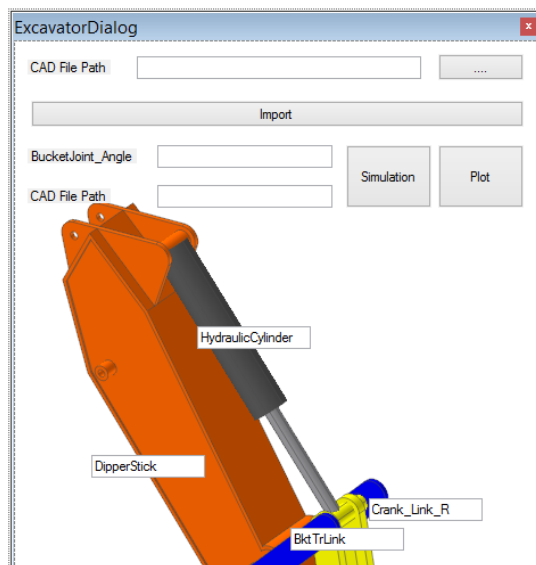 ExcavatorDialog
x
CAD File Path
....
Import
BucketJoint_Angle
Simulation
Plot
CAD File Path
HydraulicCylinder
DipperStick
Crank_Link_R
BktTrLink